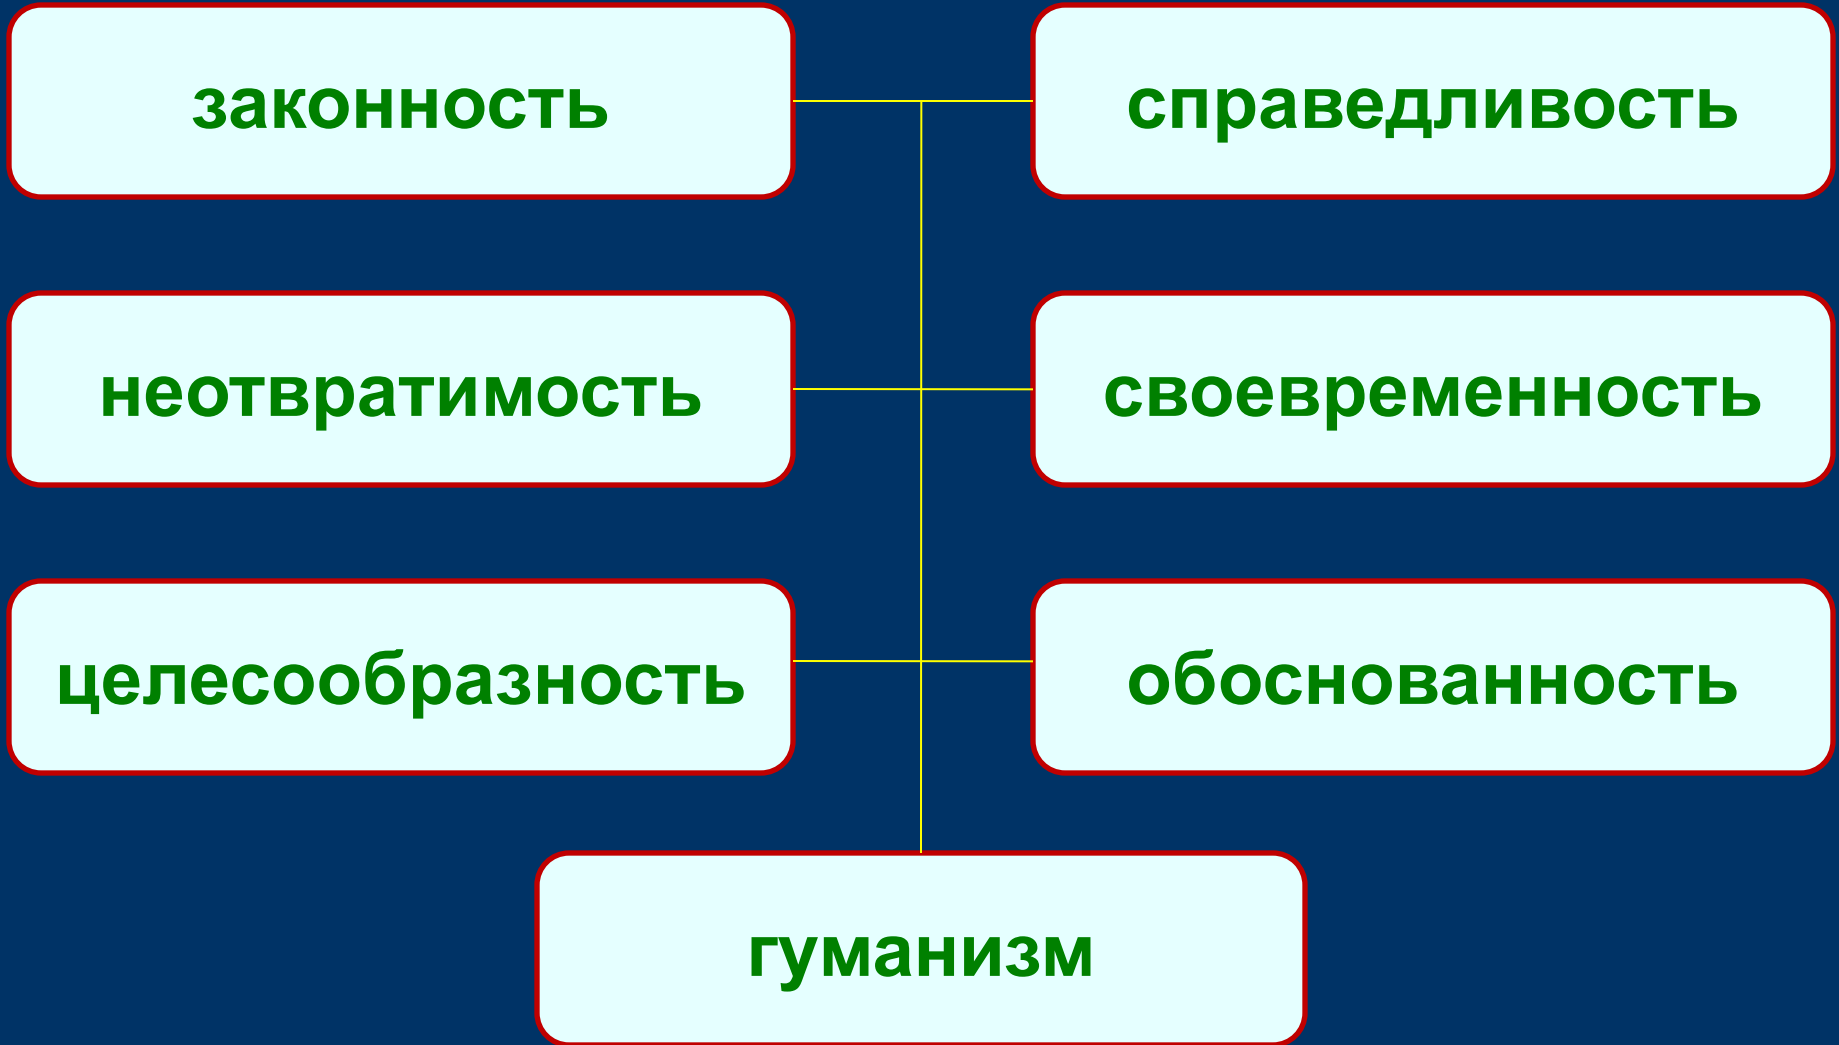 законность
справедливость
неотвратимость
своевременность
целесообразность
обоснованность
гуманизм